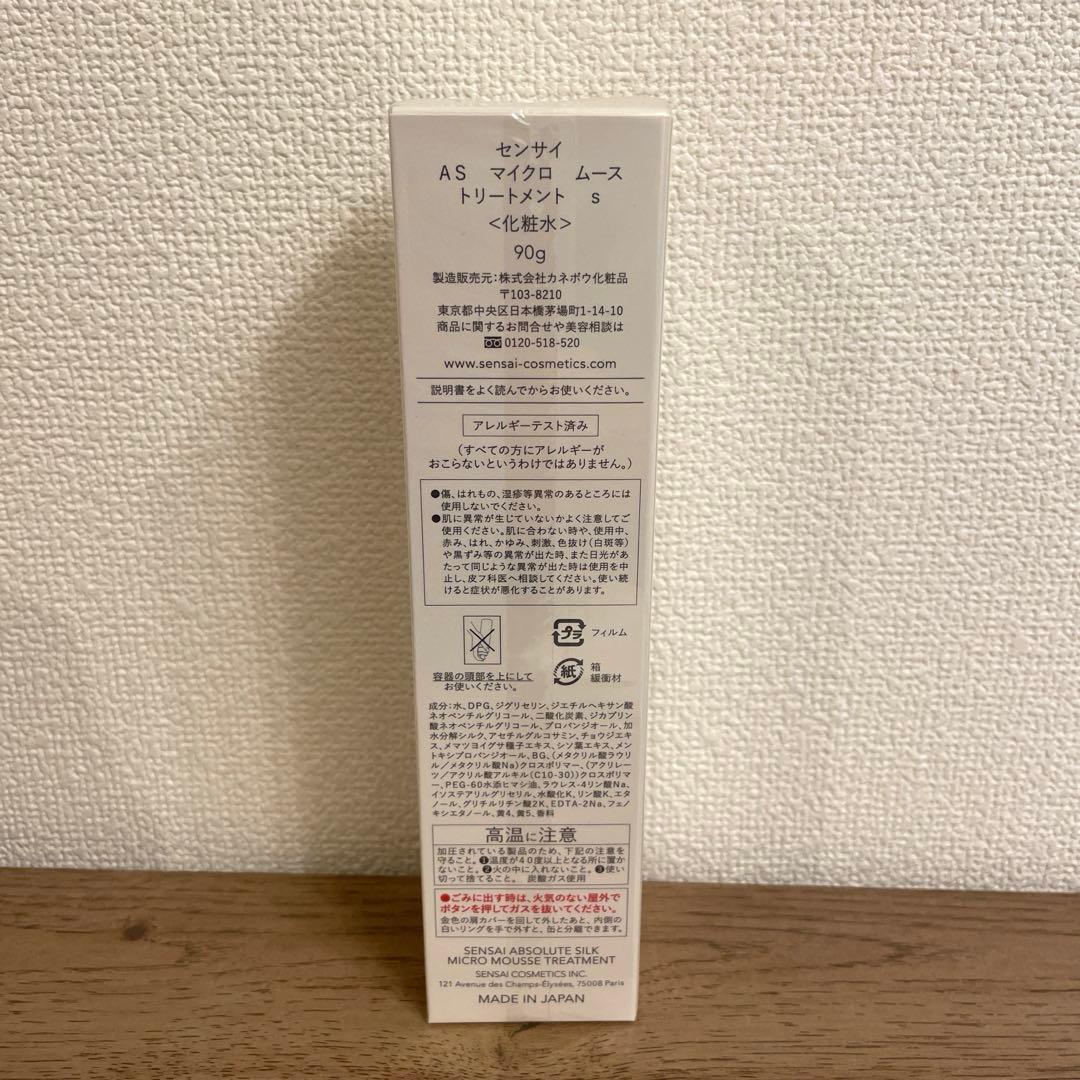 センサイ
AS マイクロ ムース
トリートメント s
<化粧水>
90g
製造販売元:株式会社カネボウ化粧品
〒103-8210
東京都中央区日本橋茅場町1-14-10
商品に関するお問合せや美容相談は
0120-518-520
www.sensai-cosmetics.com
説明書をよく読んでからお使いください。
アレルギーテスト済み
(すべての方にアレルギーが
おこらないというわけではありません。)
●傷、はれもの、湿疹等異常のあるところには
使用しないでください。
●肌に異常が生じていないかよく注意してご
使用ください。肌に合わない時や、使用中、
赤み、はれ、かゆみ、刺激、色抜け(白斑等)
や黒ずみ等の異常が出た時、また日光があ
たって同じような異常が出た時は使用を中
止し、皮フ科医へ相談してください。使い続
けると症状が悪化することがあります。
プラ フィルム
紙 箱
緩衝材
容器の頭部を上にして
お使いください。
成分:水、DPG、ジグリセリン、ジエチルヘキサン酸
ネオペンチルグリコール、二酸化炭素、ジカプリン
酸ネオペンチルグリコール、プロパンジオール、加
水分解シルク、アセチルグルコサミン、チョウジエキ
ス、メマツヨイグサ種子エキス、シソ葉エキス、メン
トキシプロパンジオール、BG、(メタクリル酸ラウリ
ル/メタクリル酸Na)クロスポリマー、(アクリレー
ツ/アクリル酸アルキル(C10-30))クロスポリマ
ー、PEG-60水添ヒマシ油、ラウレス-4リン酸Na、
イソステアリルグリセリル、水酸化K、リン酸K、エタ
ノール、グリチルリチン酸2K、EDTA-2Na、フェノ
キシエタノール、黄4、黄5、香料
高温に注意
加圧されている製品のため、下記の注意を
守ること。❶温度が40度以上となる所に置か
ないこと。❷火の中に入れないこと。❸使い
切って捨てること。 炭酸ガス使用
●ごみに出す時は、火気のない屋外で
ボタンを押してガスを抜いてください。
金色の肩カバーを回して外したあと、内側の
白いリングを手で外すと、缶と分離できます。
SENSAI ABSOLUTE SILK
MICRO MOUSSE TREATMENT
SENSAI COSMETICS INC.
121 Avenue des Champs-Élysées, 75008 Paris
MADE IN JAPAN